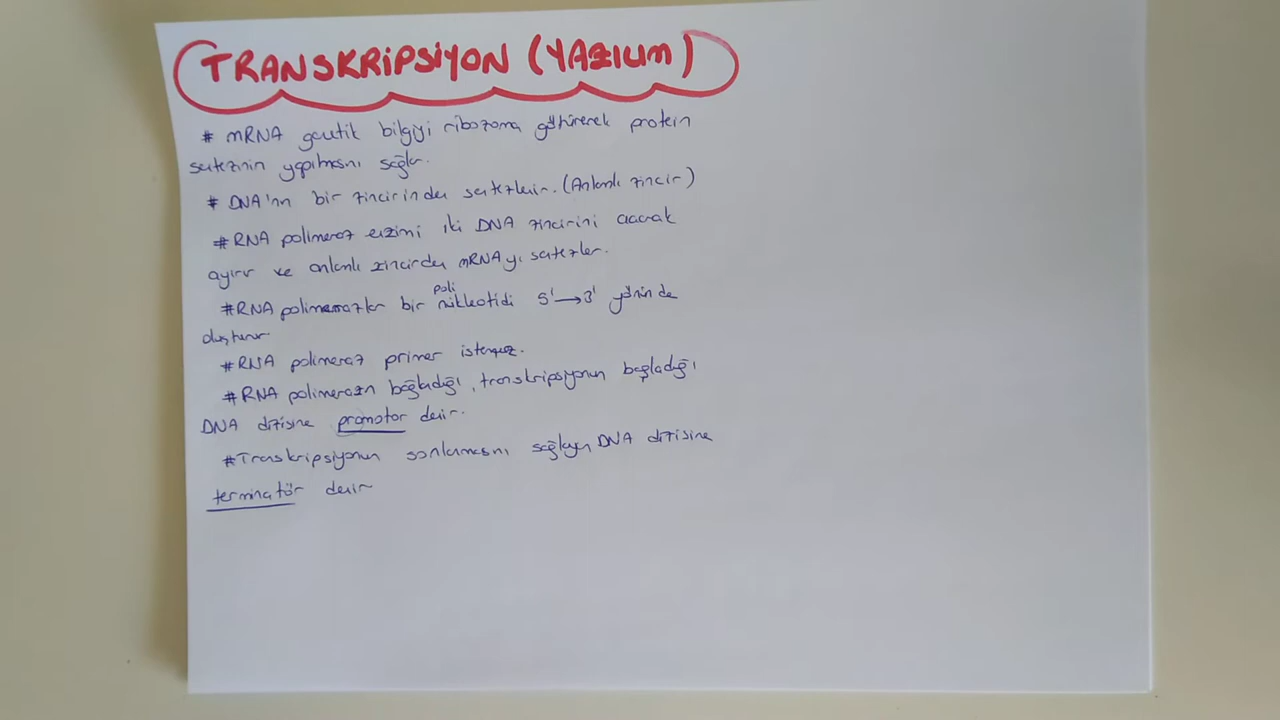 TRANSKRİPSİYON (YAZILIM)
# mRNA genetik bilgiyi ribozoma götürerek protein
sentezinin yapılmasını sağlar.
# DNA'nın bir zincirinden sentezlenir. (Anlamlı zincir)
#RNA polimeraz enzimi iki DNA zincirini açarak
ayırır ve anlamlı zincirden mRNA yı sentezler.
#RNA polimerazlar bir polinükleotidi 5' → 3' yönünde
oluşturur.
#RNA polimeraz primer istemez.
#RNA polimerazın bağladığı, transkripsiyonun başladığı
DNA dizisine promotor denir.
#Transkripsiyonun sonlanmasını sağlayan DNA dizisine
terminatör denir